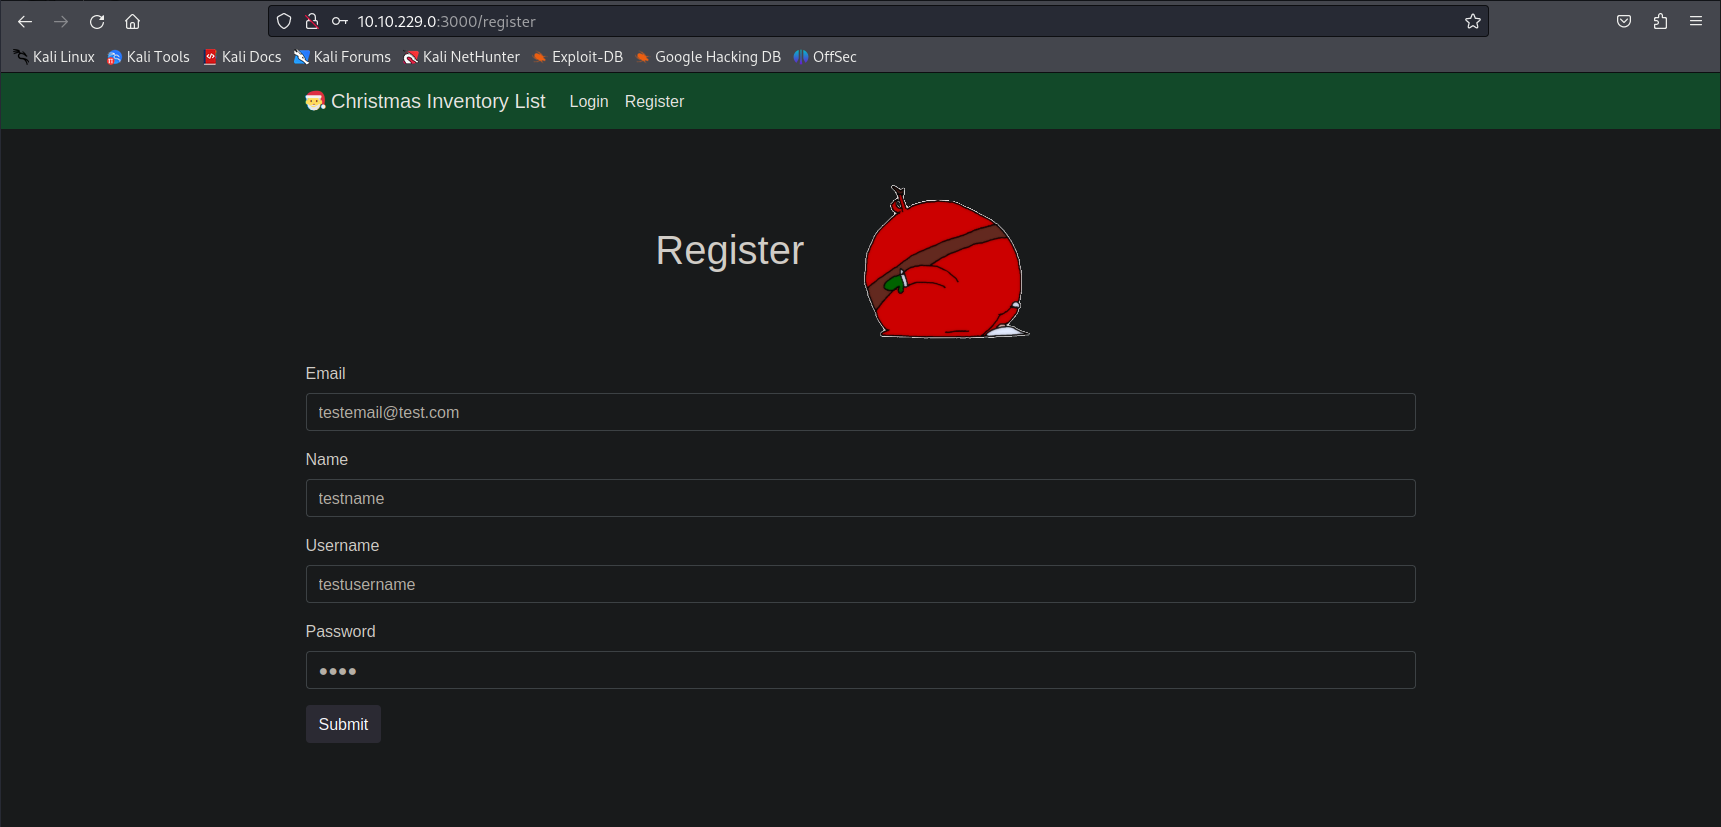 10.10.229.0:3000/register
Kali Linux Kali Tools Kali Docs Kali Forums Kali NetHunter Exploit-DB Google Hacking DB OffSec
Christmas Inventory List Login Register
Register
Email
testemail@test.com
Name
testname
Username
testusername
Password
••••
Submit